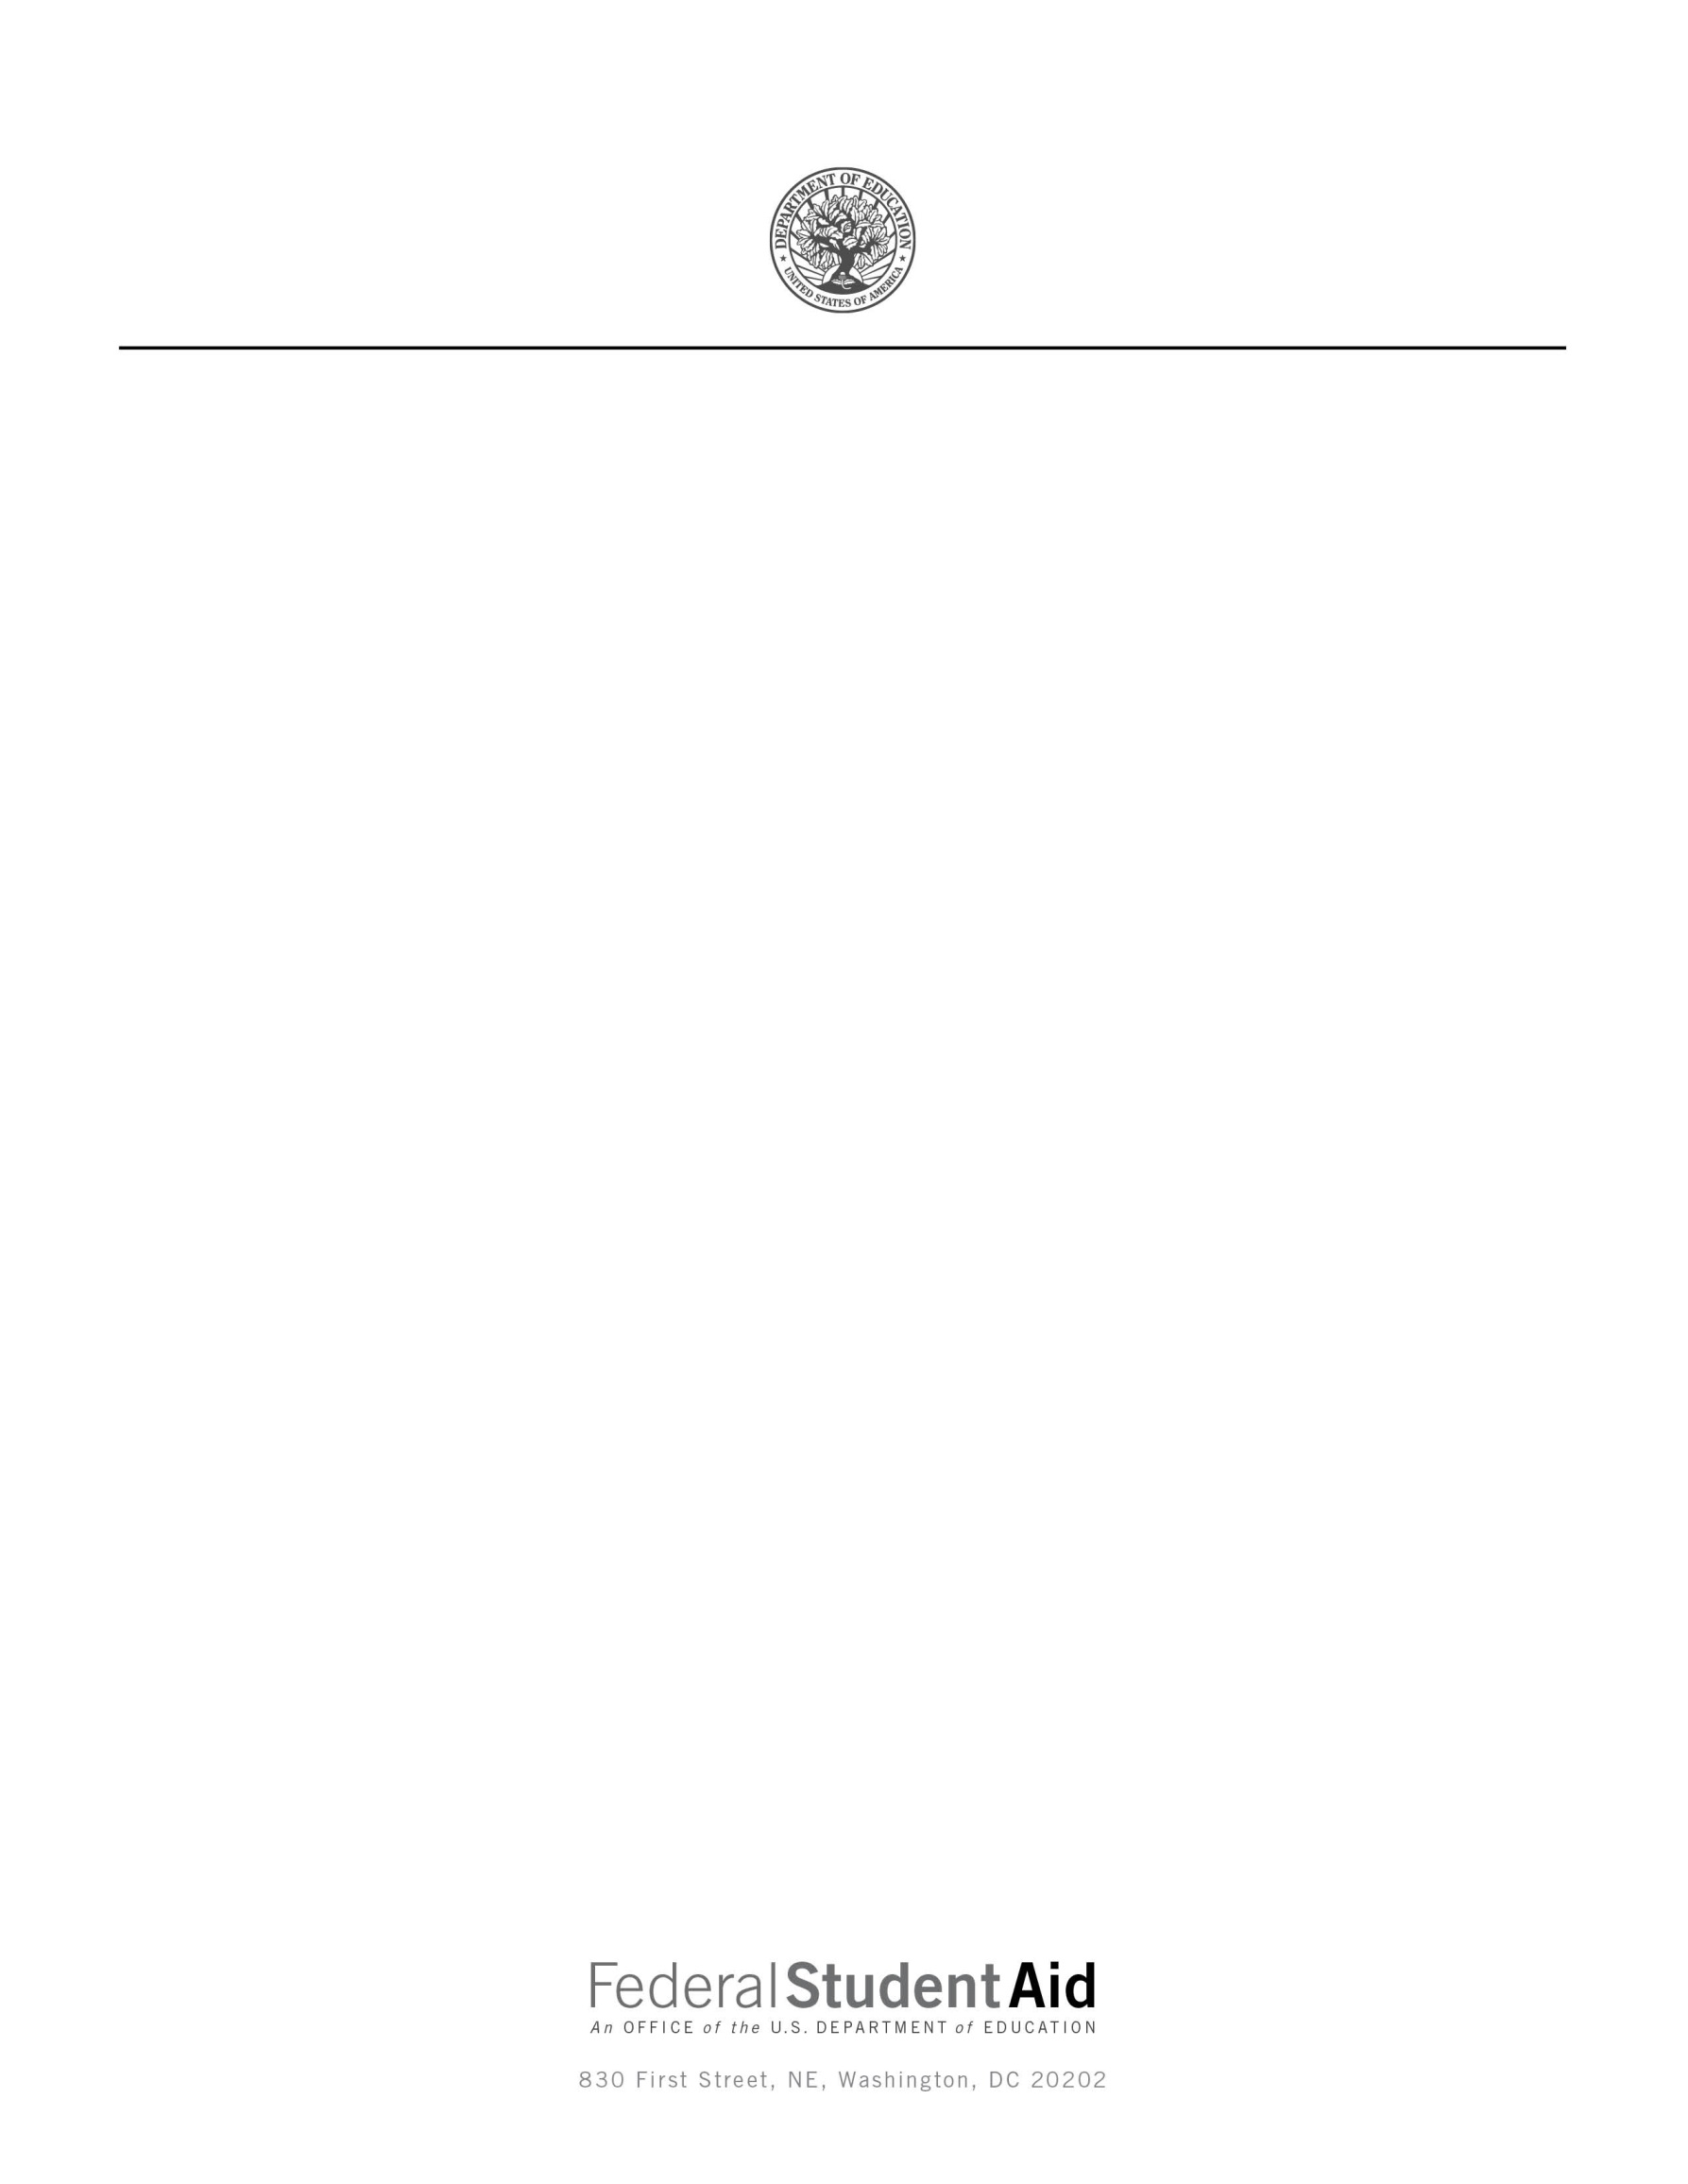 DEPARTMENT OF EDUCATION
★ UNITED STATES OF AMERICA ★
Federal Student Aid
An OFFICE of the U.S. DEPARTMENT of EDUCATION
830 First Street, NE, Washington, DC 20202